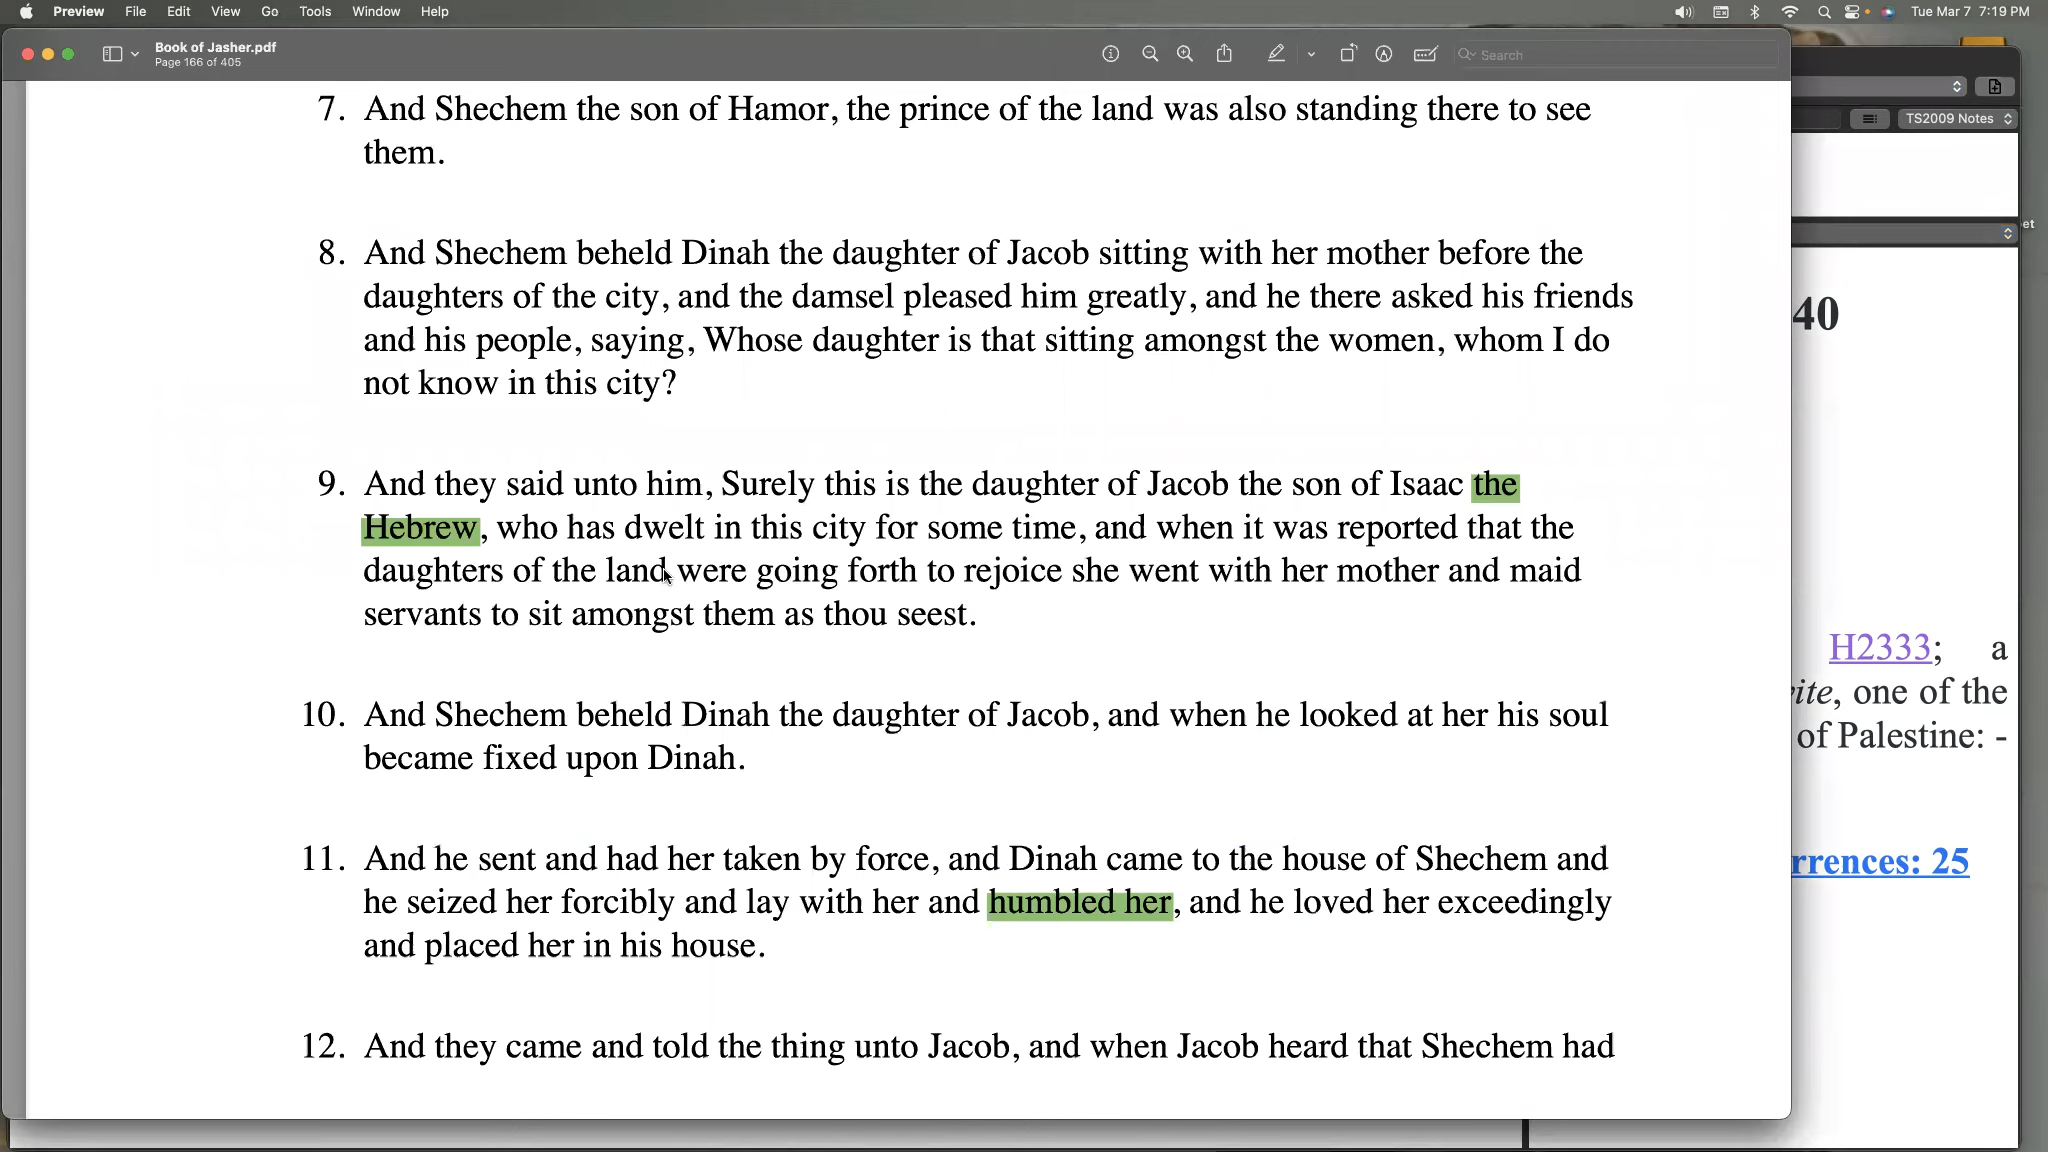 Preview File Edit View Go Tools Window Help Tue Mar 7 7:19 PM
Book of Jasher.pdf
Page 166 of 405
Search
TS2009 Notes
7. And Shechem the son of Hamor, the prince of the land was also standing there to see
them.
8. And Shechem beheld Dinah the daughter of Jacob sitting with her mother before the
daughters of the city, and the damsel pleased him greatly, and he there asked his friends
and his people, saying, Whose daughter is that sitting amongst the women, whom I do
not know in this city?
9. And they said unto him, Surely this is the daughter of Jacob the son of Isaac the
Hebrew, who has dwelt in this city for some time, and when it was reported that the
daughters of the land were going forth to rejoice she went with her mother and maid
servants to sit amongst them as thou seest.
10. And Shechem beheld Dinah the daughter of Jacob, and when he looked at her his soul
became fixed upon Dinah.
11. And he sent and had her taken by force, and Dinah came to the house of Shechem and
he seized her forcibly and lay with her and humbled her, and he loved her exceedingly
and placed her in his house.
12. And they came and told the thing unto Jacob, and when Jacob heard that Shechem had
et
40
H2333; a
ite, one of the
of Palestine: -
rrences: 25